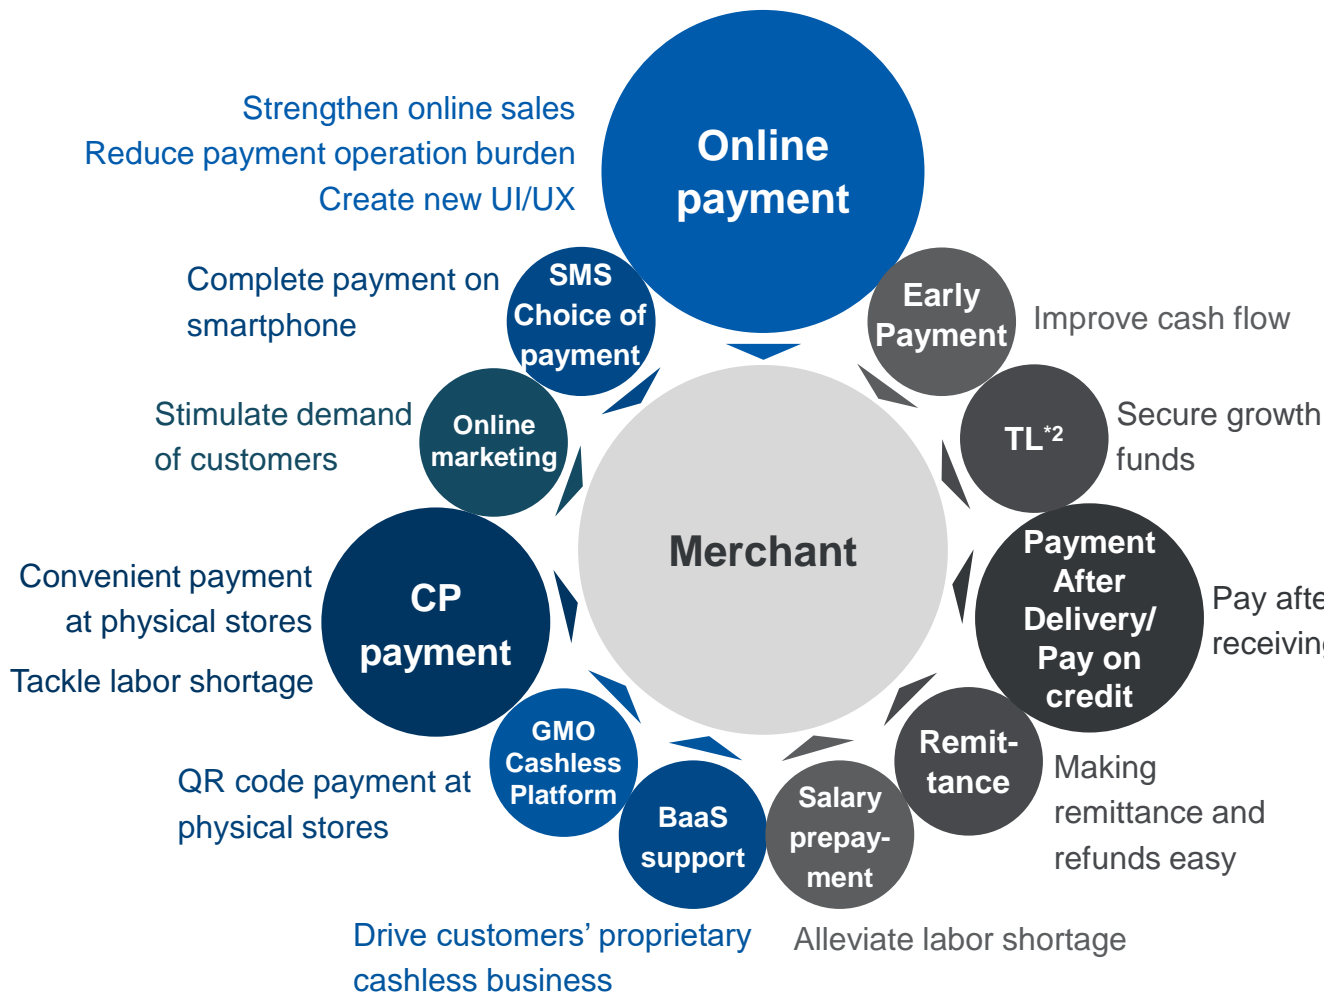 Strengthen online sales
Reduce payment operation burden
Create new UI/UX
Online
payment
Complete payment on
smartphone
SMS
Choice of
payment
Early
Payment
Improve cash flow
Stimulate demand
of customers
Online
marketing
TL*2
Secure growth
funds
Merchant
Convenient payment
at physical stores
Tackle labor shortage
CP
payment
Payment
After
Delivery/
Pay on
credit
Pay
QR code payment at
physical stores
GMO
Cashless
Platform
BaaS
support
Salary
prepay-
ment
Remit-
tance
Making
remittance and
refunds easy
Drive customers’ proprietary
cashless business
Alleviate labor shortage